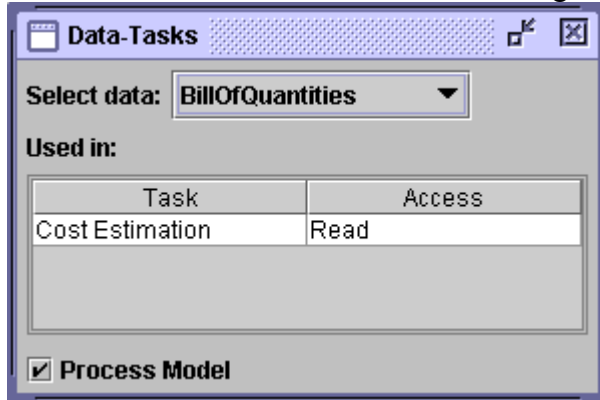 Data-Tasks
Select data: BillOfQuantities
Used in:
Task Access
Cost Estimation Read
Process Model